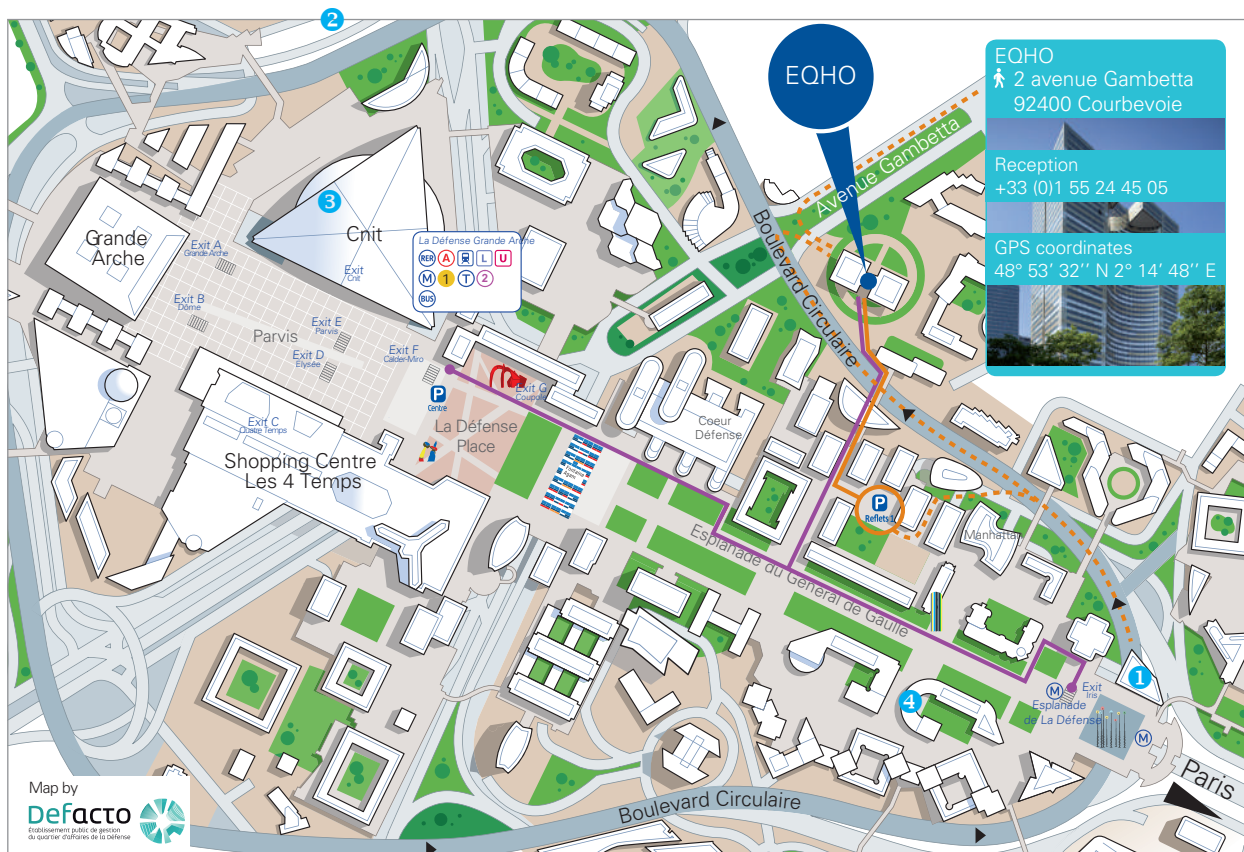 2
EQHO
EQHO
2 avenue Gambetta
92400 Courbevoie
Reception
+33 (0)1 55 24 45 05
GPS coordinates
48° 53’ 32’’ N 2° 14’ 48’’ E
Avenue Gambetta
Boulevard Circulaire
3
Cnit
Grande
Arche
Exit A
Grande Arche
Exit
Cnit
La Défense Grande Arche
RER A L U
M 1 T 2
BUS
Exit B
Dôme
Parvis
Exit E
Parvis
Exit D
Elysée
Exit F
Calder-Miro
P
Centre
Exit G
Coupole
La Défense
Place
Exit C
Quatre Temps
Shopping Centre
Les 4 Temps
Coeur
Défense
P
Reflets 1
Manhattan
Esplanade du Général de Gaulle
4
1
M
Exit
Iris
Esplanade
de La Défense
M
Paris
Boulevard Circulaire
Map by
Defacto
Établissement public de gestion
du quartier d’affaires de la Défense